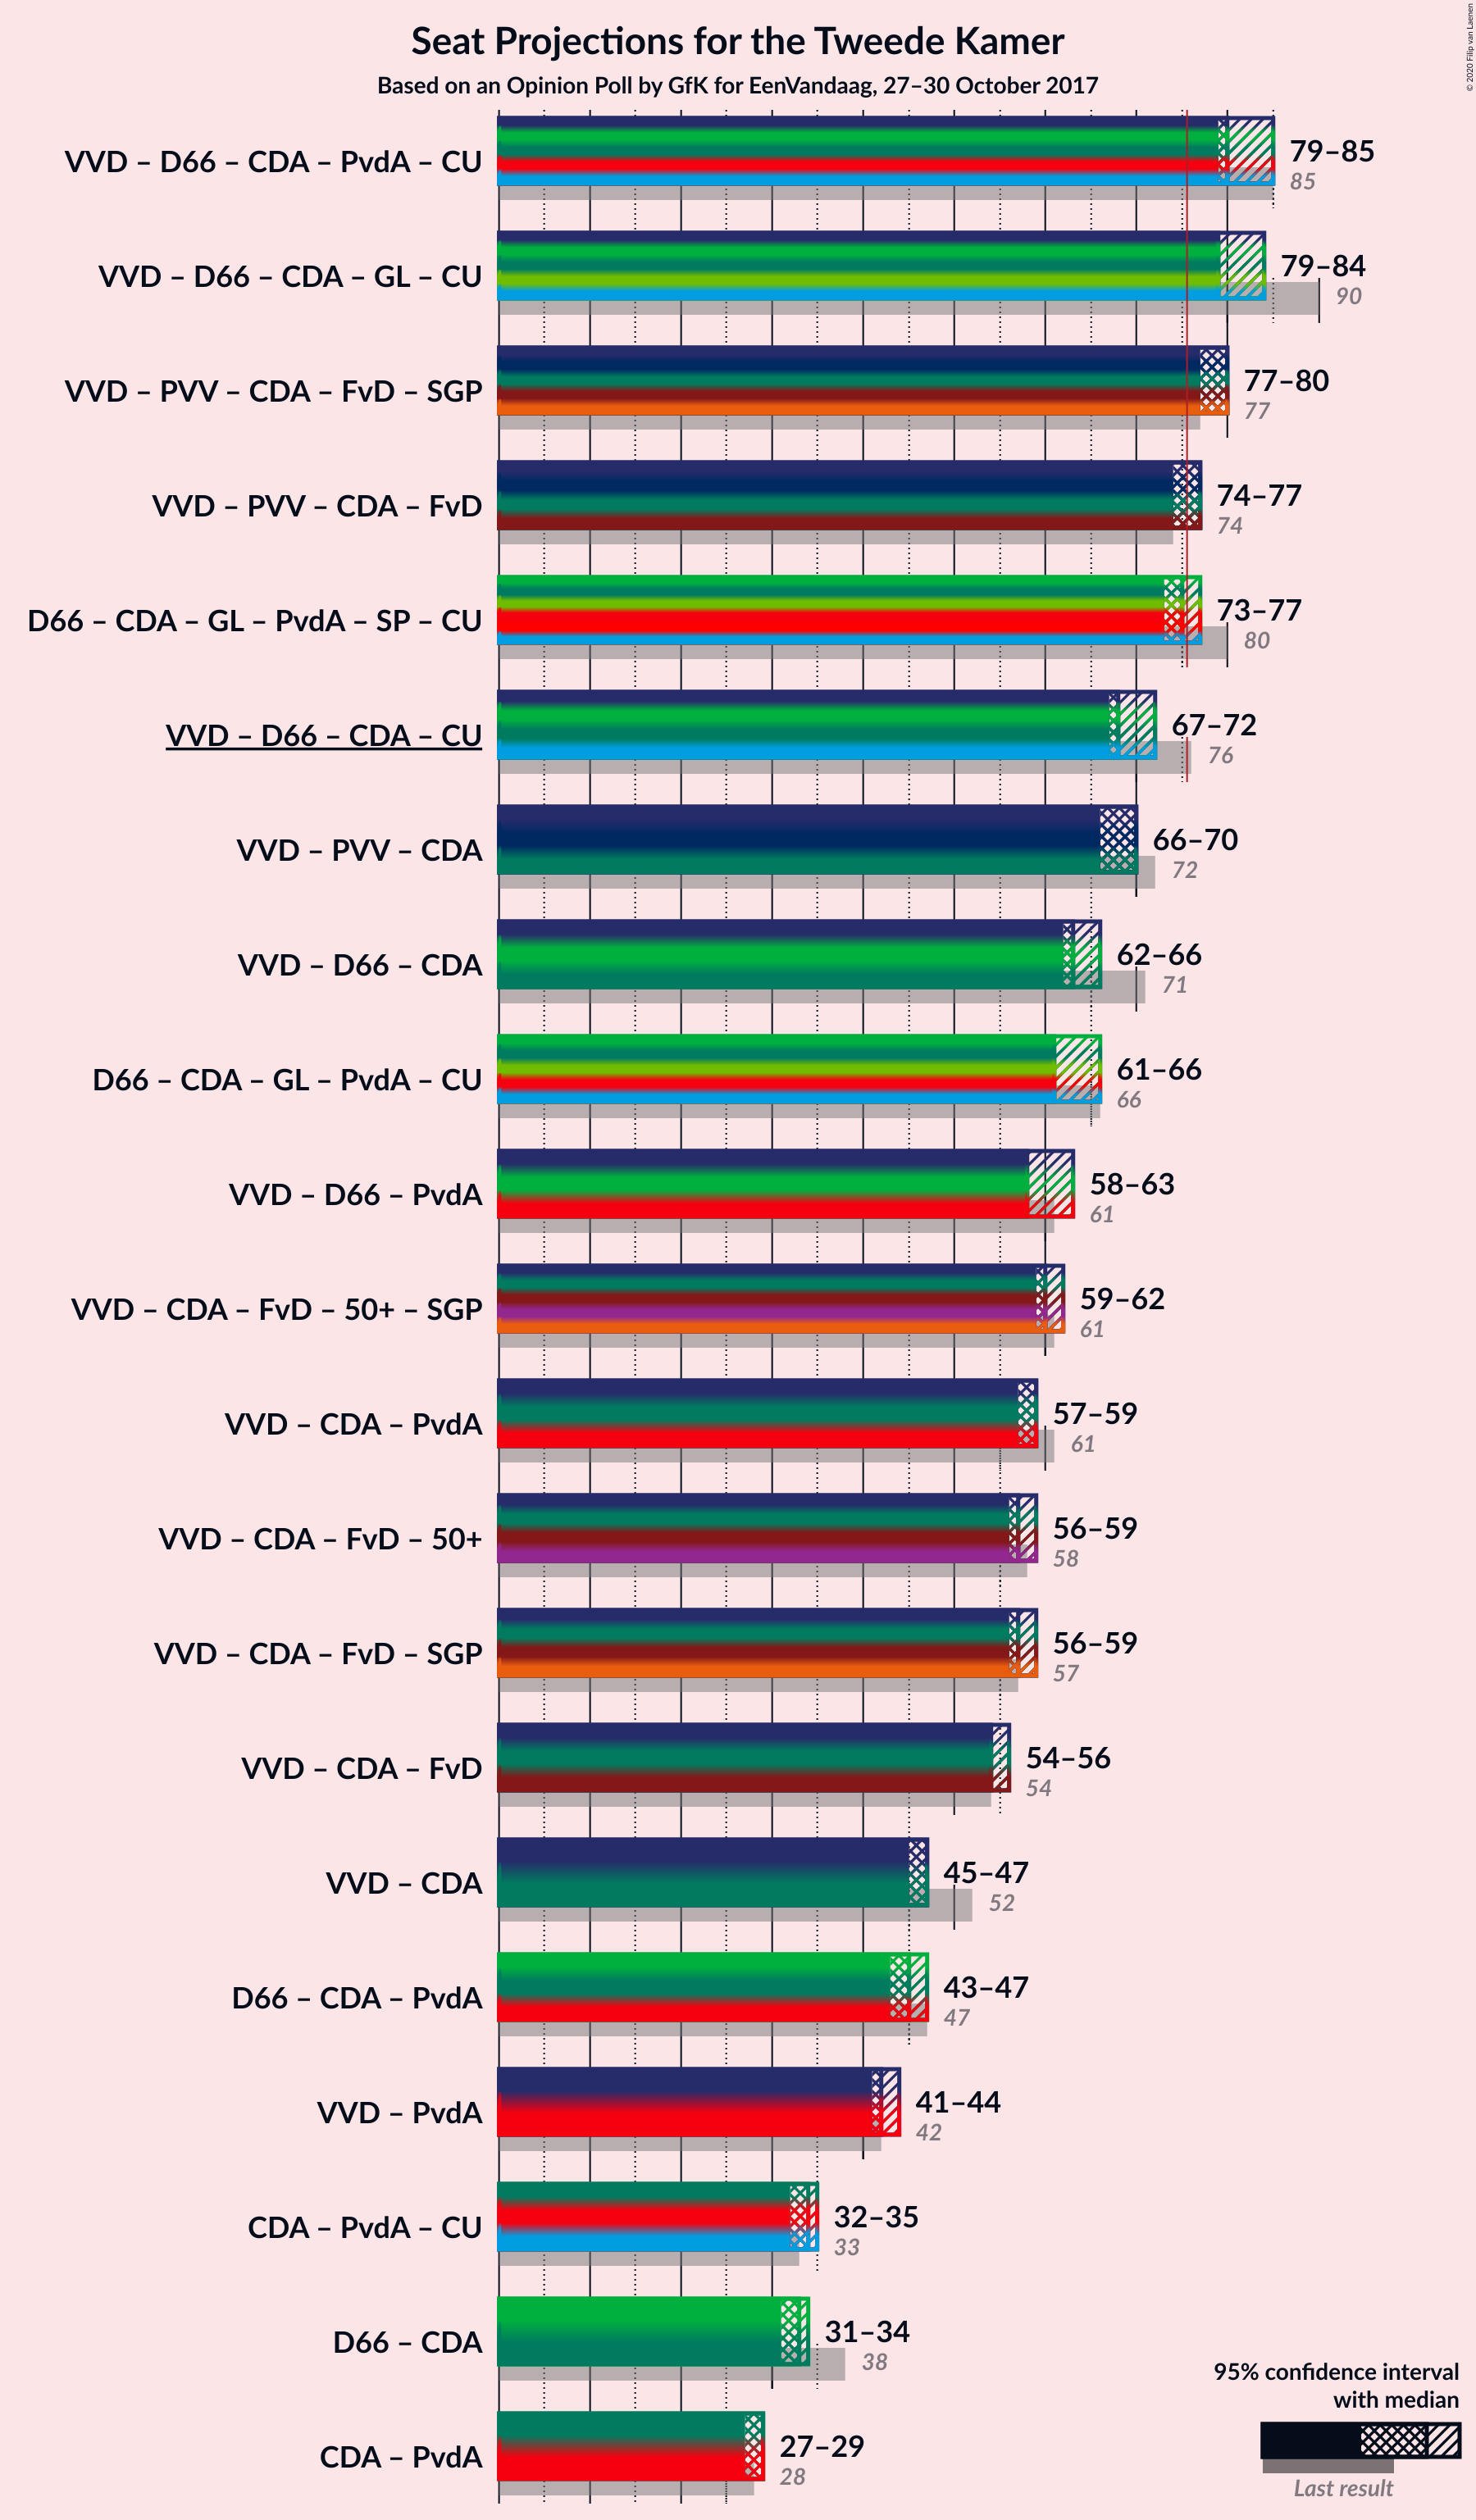 Seat Projections for the Tweede Kamer
Based on an Opinion Poll by GfK for EenVandaag, 27–30 October 2017
© 2020 Filip van Laenen
VVD – D66 – CDA – PvdA – CU
79–85
85
VVD – D66 – CDA – GL – CU
79–84
90
VVD – PVV – CDA – FvD – SGP
77–80
77
VVD – PVV – CDA – FvD
74–77
74
D66 – CDA – GL – PvdA – SP – CU
73–77
80
VVD – D66 – CDA – CU
67–72
76
VVD – PVV – CDA
66–70
72
VVD – D66 – CDA
62–66
71
D66 – CDA – GL – PvdA – CU
61–66
66
VVD – D66 – PvdA
58–63
61
VVD – CDA – FvD – 50+ – SGP
59–62
61
VVD – CDA – PvdA
57–59
61
VVD – CDA – FvD – 50+
56–59
58
VVD – CDA – FvD – SGP
56–59
57
VVD – CDA – FvD
54–56
54
VVD – CDA
45–47
52
D66 – CDA – PvdA
43–47
47
VVD – PvdA
41–44
42
CDA – PvdA – CU
32–35
33
D66 – CDA
31–34
38
CDA – PvdA
27–29
28
95% confidence interval
with median
Last result